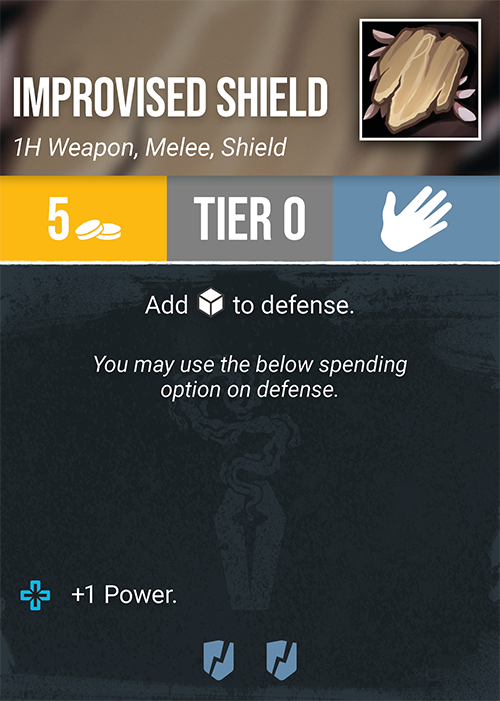 IMPROVISED SHIELD
1H Weapon, Melee, Shield
5
TIER 0
Add to defense.
You may use the below spending
option on defense.
+1 Power.